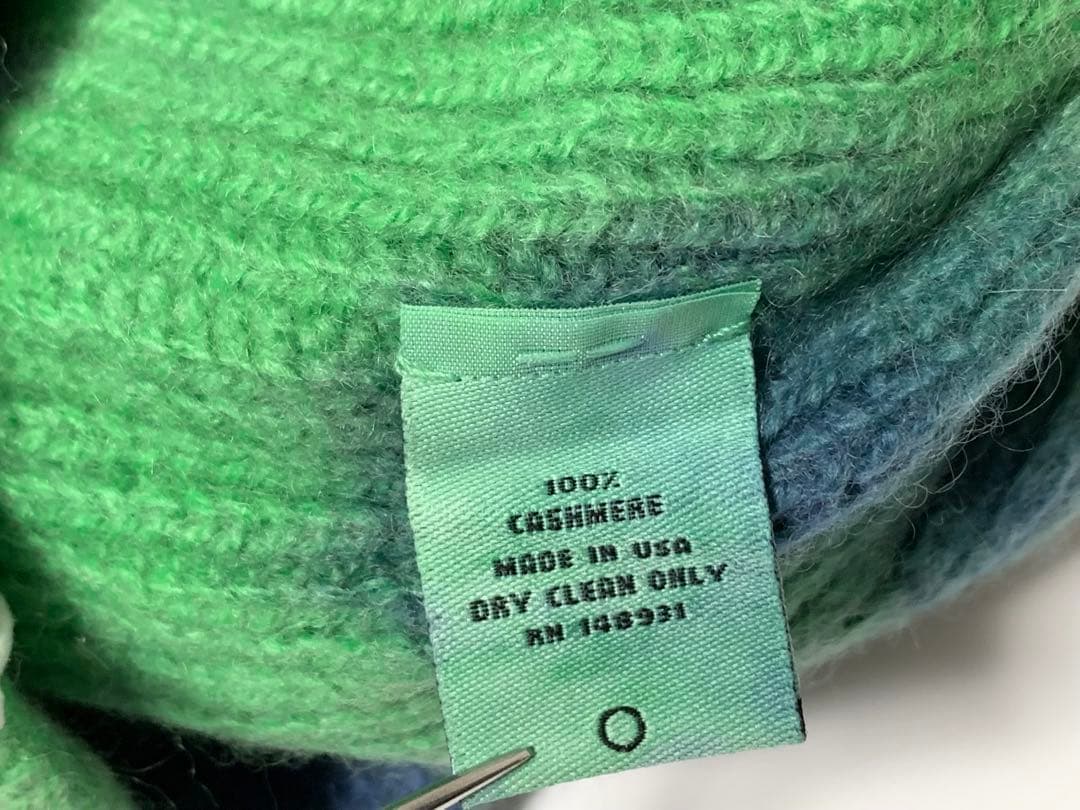 100%
CASHMERE
MADE IN USA
DRY CLEAN ONLY
RN 148931